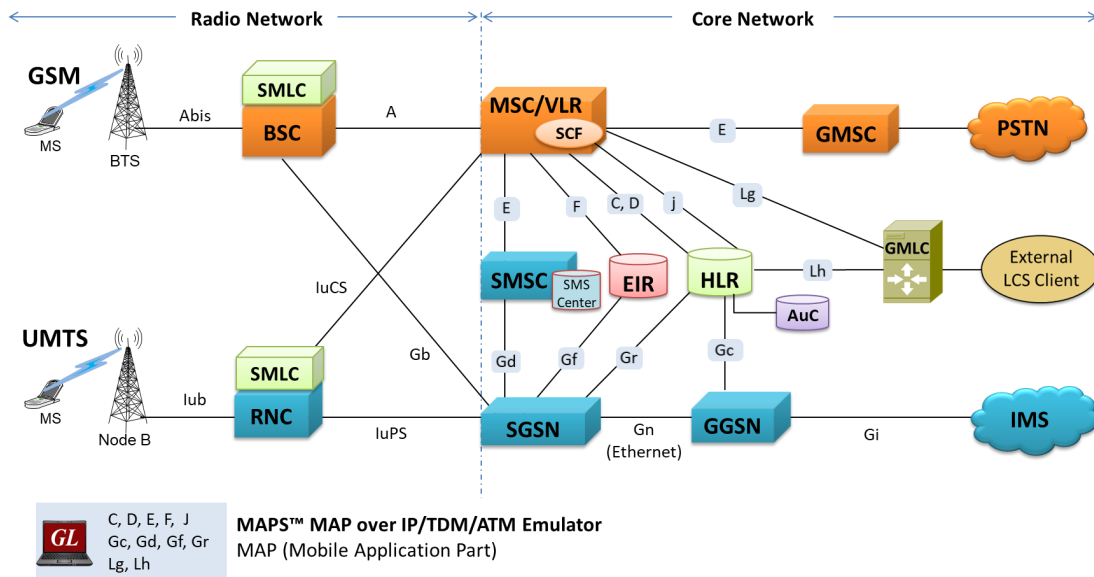 Radio Network
Core Network
GSM
SMLC
MSC/VLR
SCF
Abis
BSC
A
E
GMSC
PSTN
MS
BTS
E
F
C, D
j
Lg
GMLC
SMSC
SMS
Center
EIR
HLR
Lh
External
LCS Client
IuCS
AuC
UMTS
Gb
Gd
Gf
Gr
Gc
SMLC
MS
Iub
RNC
IuPS
SGSN
Gn
(Ethernet)
GGSN
Gi
IMS
Node B
GL
C, D, E, F, J
Gc, Gd, Gf, Gr
Lg, Lh
MAPS™ MAP over IP/TDM/ATM Emulator
MAP (Mobile Application Part)